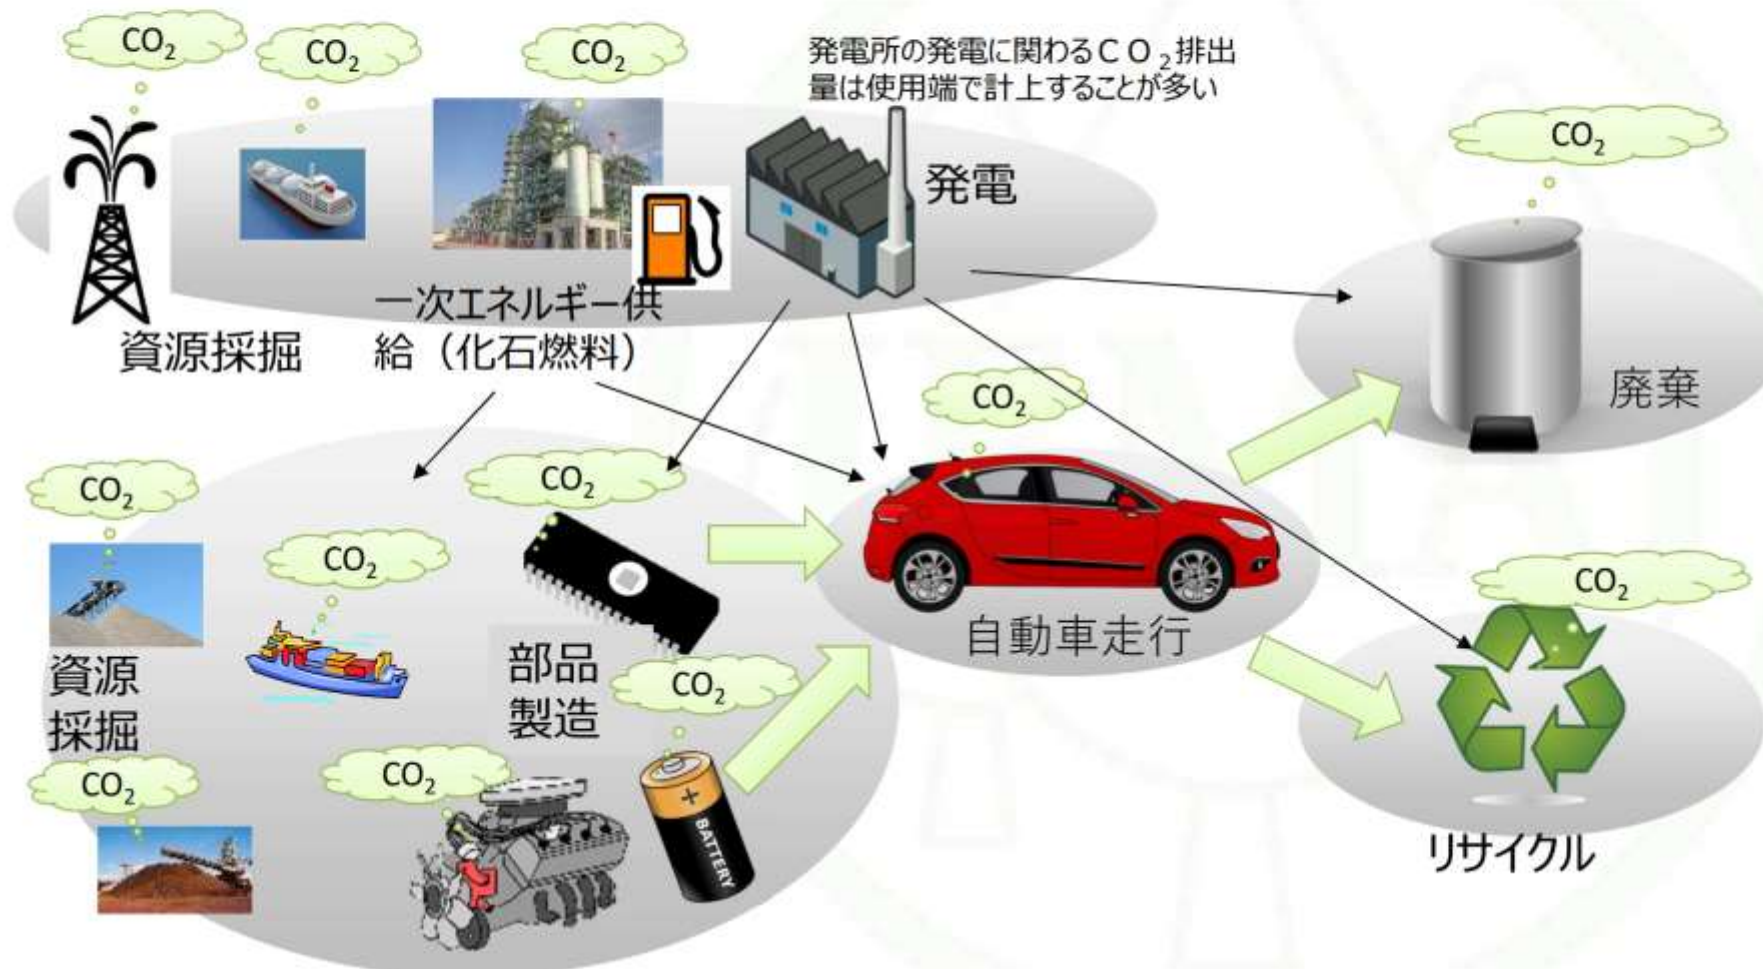 CO₂
CO₂
CO₂
発電所の発電に関わるＣＯ₂排出
量は使用端で計上することが多い
CO₂
発電
一次エネルギー供
給（化石燃料）
資源採掘
廃棄
CO₂
CO₂
CO₂
CO₂
自動車走行
CO₂
資源
採掘
部品
製造
CO₂
CO₂
CO₂
BATTERY
リサイクル